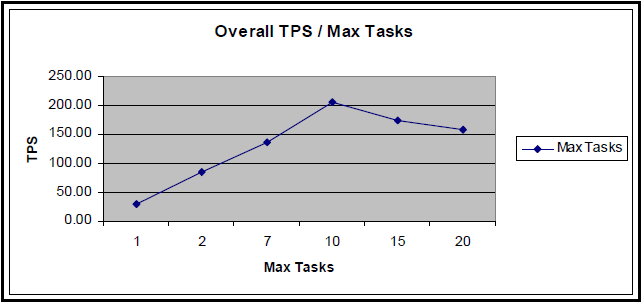 Overall TPS / Max Tasks
250.00
200.00
150.00
100.00
50.00
0.00
TPS
1 2 7 10 15 20
Max Tasks
Max Tasks